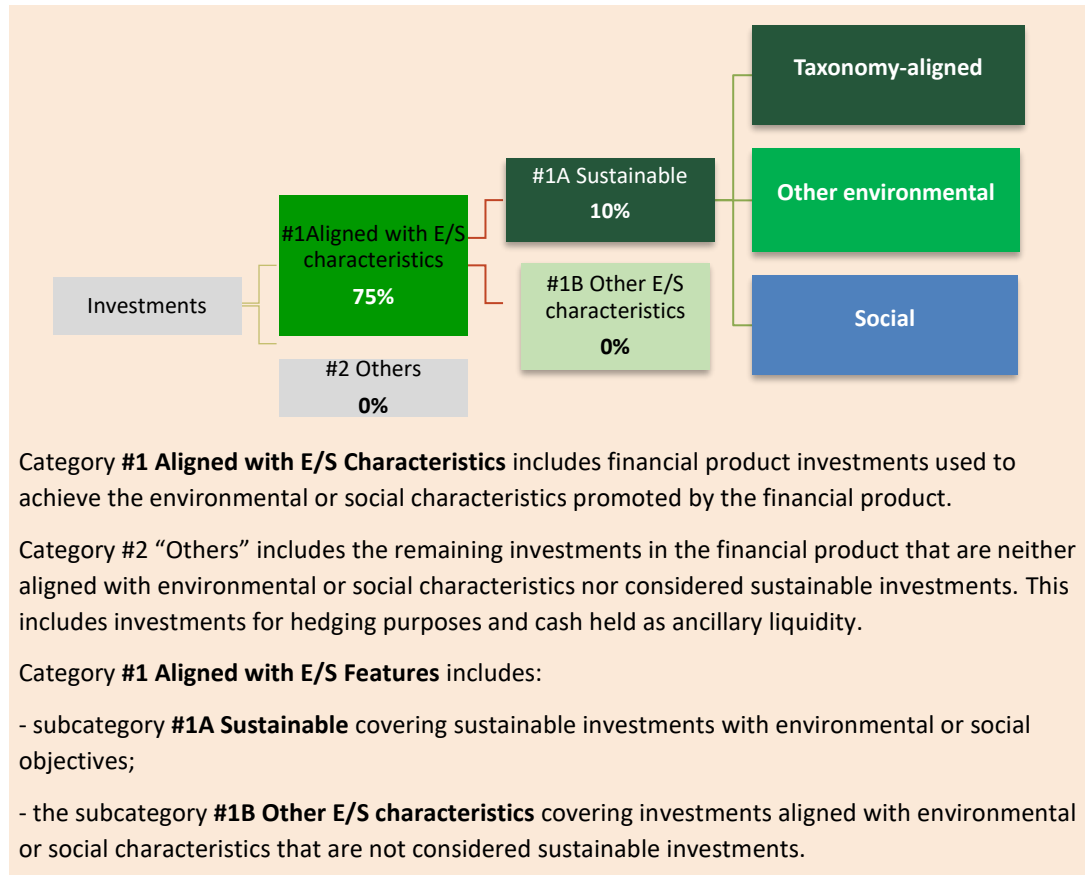 Taxonomy-aligned
#1A Sustainable
10%
Other environmental
#1Aligned with E/S
characteristics
75%
#1B Other E/S
characteristics
0%
Investments
Social
#2 Others
0%
Category #1 Aligned with E/S Characteristics includes financial product investments used to
achieve the environmental or social characteristics promoted by the financial product.
Category #2 “Others” includes the remaining investments in the financial product that are neither
aligned with environmental or social characteristics nor considered sustainable investments. This
includes investments for hedging purposes and cash held as ancillary liquidity.
Category #1 Aligned with E/S Features includes:
- subcategory #1A Sustainable covering sustainable investments with environmental or social
objectives;
- the subcategory #1B Other E/S characteristics covering investments aligned with environmental
or social characteristics that are not considered sustainable investments.